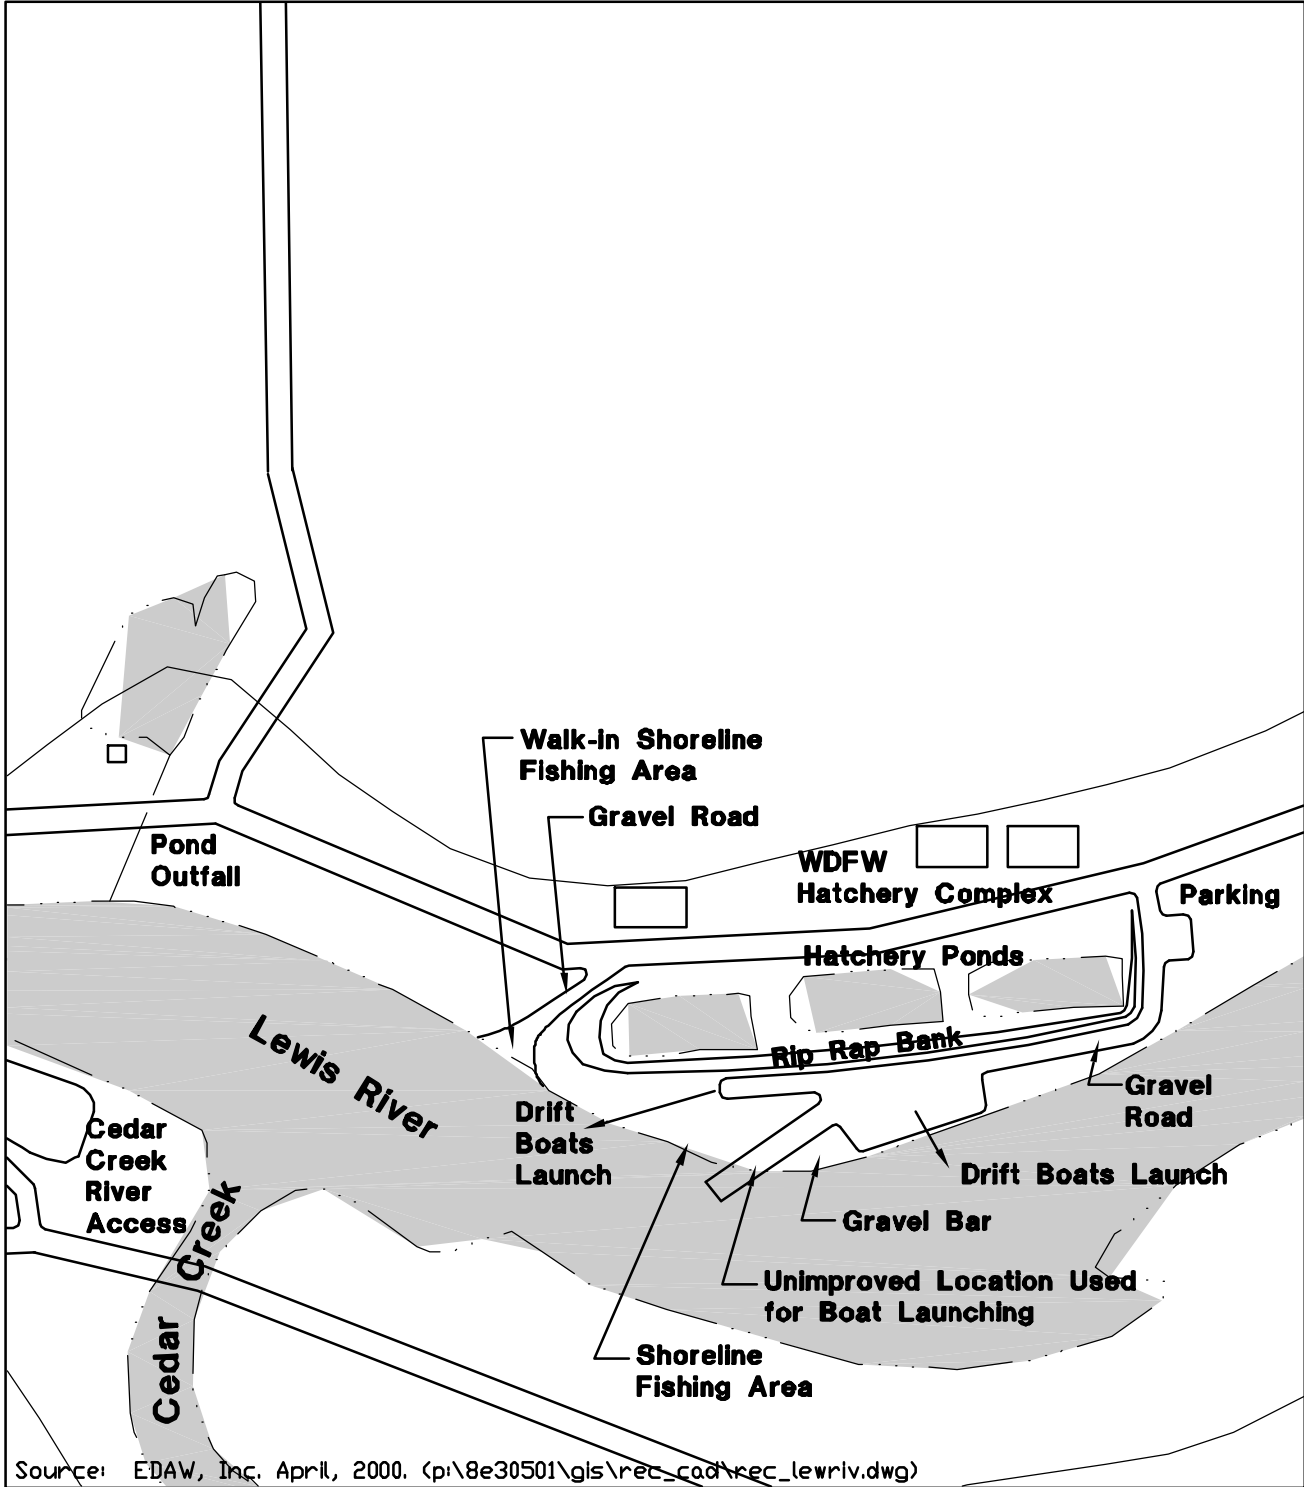 Walk-in Shoreline
Fishing Area
Gravel Road
Pond
Outfall
WDFW
Hatchery Complex
Parking
Hatchery Ponds
Lewis River
Rip Rap Bank
Gravel
Road
Drift
Boats
Launch
Cedar
Creek
River
Access
Drift Boats Launch
Gravel Bar
Cedar Creek
Unimproved Location Used
for Boat Launching
Shoreline
Fishing Area
Source: EDAW, Inc. April, 2000. (p:\8e30501\gis\rec_cad\rec_lewriv.dwg)